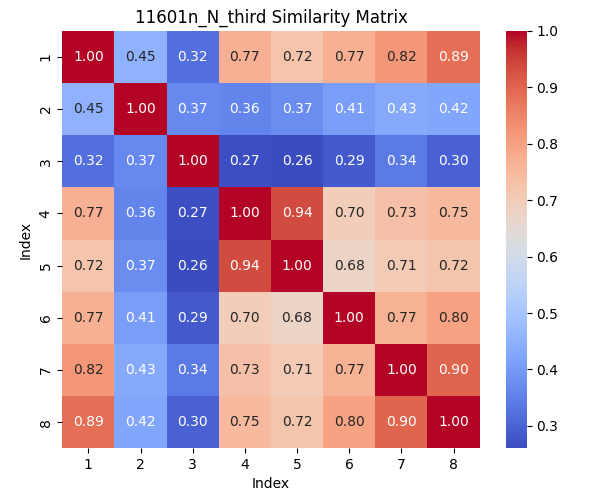 11601n_N_third Similarity Matrix
1 1.00 0.45 0.32 0.77 0.72 0.77 0.82 0.89
2 0.45 1.00 0.37 0.36 0.37 0.41 0.43 0.42
3 0.32 0.37 1.00 0.27 0.26 0.29 0.34 0.30
4 0.77 0.36 0.27 1.00 0.94 0.70 0.73 0.75
5 0.72 0.37 0.26 0.94 1.00 0.68 0.71 0.72
6 0.77 0.41 0.29 0.70 0.68 1.00 0.77 0.80
7 0.82 0.43 0.34 0.73 0.71 0.77 1.00 0.90
8 0.89 0.42 0.30 0.75 0.72 0.80 0.90 1.00
1 2 3 4 5 6 7 8
Index
Index
1.0
0.9
0.8
0.7
0.6
0.5
0.4
0.3